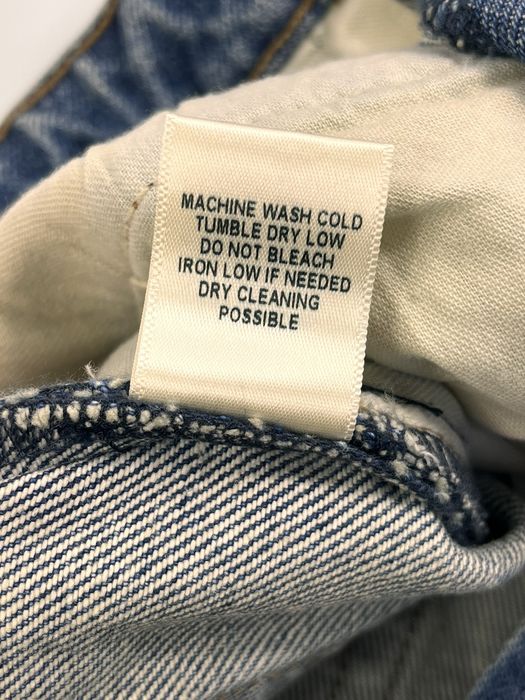 MACHINE WASH COLD
TUMBLE DRY LOW
DO NOT BLEACH
IRON LOW IF NEEDED
DRY CLEANING
POSSIBLE